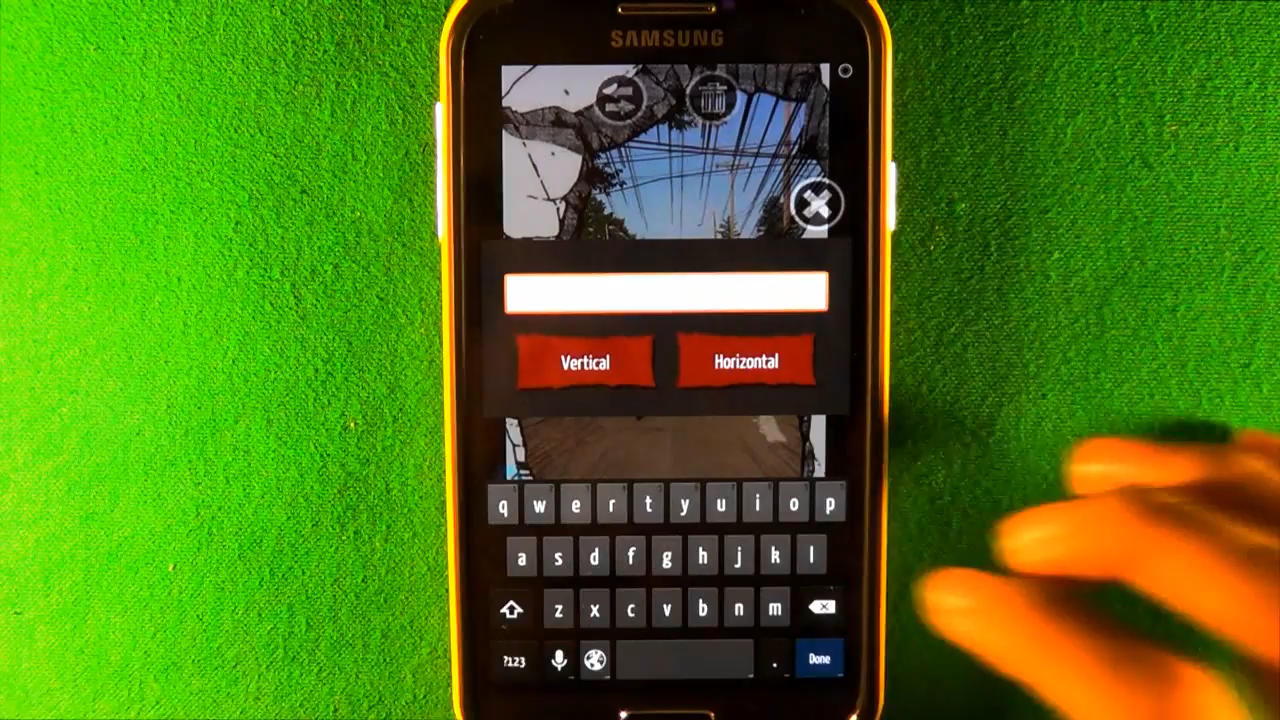 SAMSUNG
Vertical Horizontal
q w e r t y u i o p
a s d f g h j k l
z x c v b n m
?123 . Done